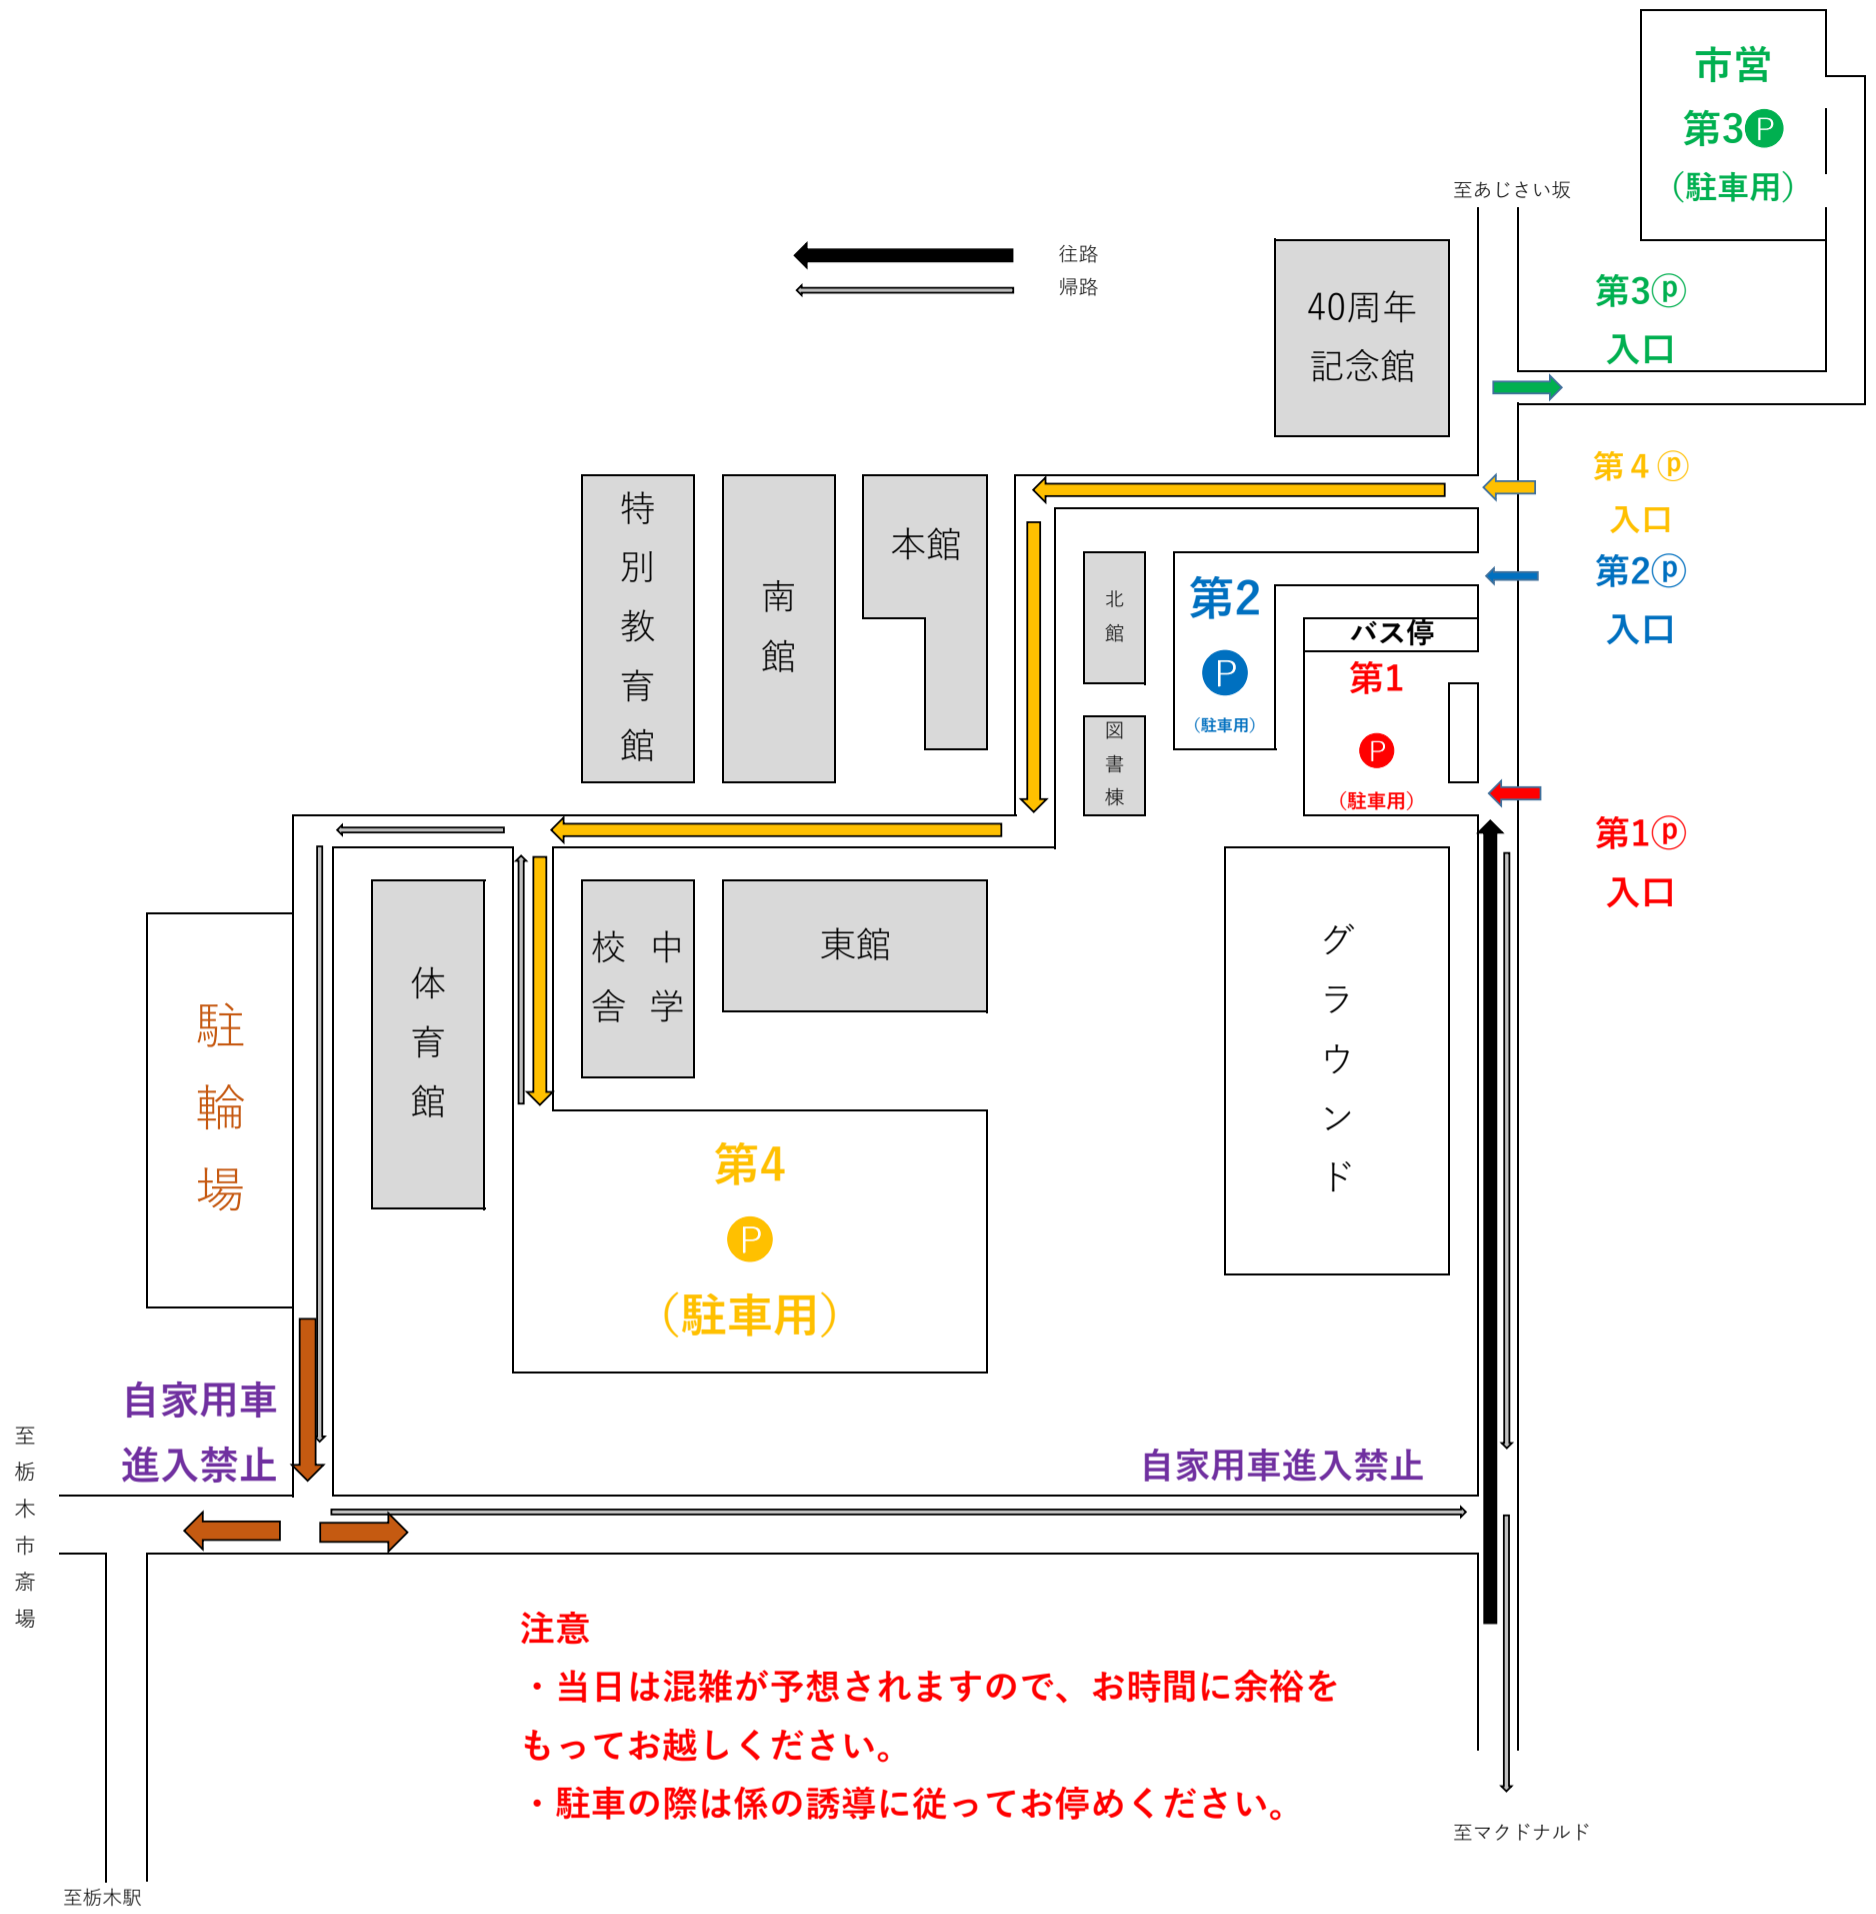 市営
第3🅟
（駐車用）
至あじさい坂
往路
帰路
第3ⓟ
入口
40周年
記念館
第４ⓟ
入口
特別教育館
南館
本館
北館
第2
🅟
（駐車用）
第2ⓟ
入口
バス停
第1
🅟
（駐車用）
図書棟
第1ⓟ
入口
体育館
中学
校舎
東館
グラウンド
駐輪場
第4
🅟
（駐車用）
自家用車
進入禁止
自家用車進入禁止
至栃木市斎場
注意
・当日は混雑が予想されますので、お時間に余裕を
もってお越しください。
・駐車の際は係の誘導に従ってお停めください。
至マクドナルド
至栃木駅